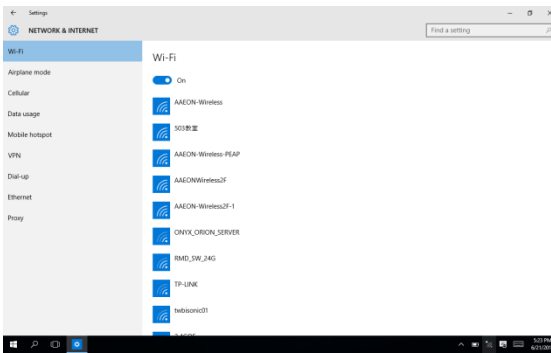 Settings
NETWORK & INTERNET
Find a setting
Wi-Fi
Airplane mode
Cellular
Data usage
Mobile hotspot
VPN
Dial-up
Ethernet
Proxy
Wi-Fi
On
AAEON-Wireless
503教室
AAEON-Wireless-PEAP
AAEONWireless2F
AAEON-Wireless2F-1
ONYX_ORION_SERVER
RMD_SW_24G
TP-LINK
twbisonic01
5:23 PM